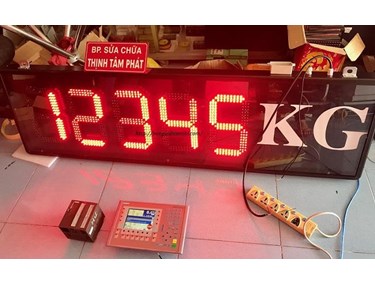 BP. SỬA CHỮA
THỊNH TÂM PHÁT
12345 KG